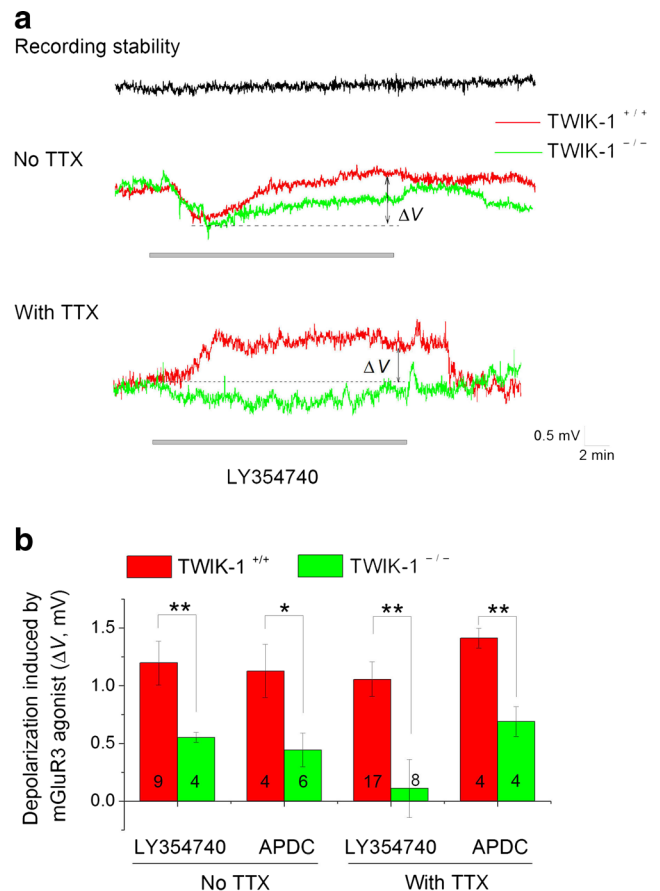 a
Recording stability
TWIK-1 +/+
TWIK-1 −/−
No TTX
ΔV
With TTX
ΔV
0.5 mV
2 min
LY354740
b
TWIK-1 +/+
TWIK-1 −/−
Depolarization induced by
mGluR3 agonist (ΔV, mV)
1.5
1.0
0.5
0.0
** * ** **
9 4 4 6 17 8 4 4
LY354740 APDC LY354740 APDC
No TTX With TTX